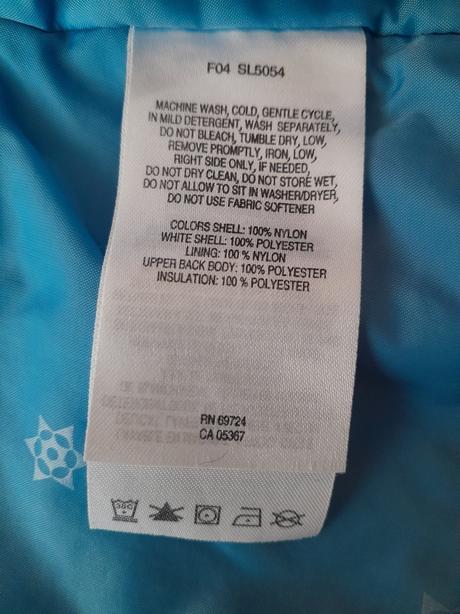 F04 SL5054
MACHINE WASH, COLD, GENTLE CYCLE,
IN MILD DETERGENT, WASH SEPARATELY,
DO NOT BLEACH, TUMBLE DRY, LOW,
REMOVE PROMPTLY, IRON, LOW,
RIGHT SIDE ONLY, IF NEEDED,
DO NOT DRY CLEAN, DO NOT STORE WET,
DO NOT ALLOW TO SIT IN WASHER/DRYER,
DO NOT USE FABRIC SOFTENER
COLORS SHELL: 100% NYLON
WHITE SHELL: 100% POLYESTER
LINING: 100 % NYLON
UPPER BACK BODY: 100% POLYESTER
INSULATION: 100 % POLYESTER
RN 69724
CA 05367